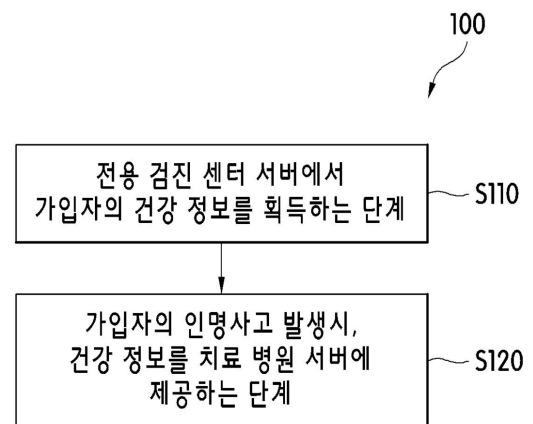 100
전용 검진 센터 서버에서
가입자의 건강 정보를 획득하는 단계
S110
가입자의 인명사고 발생시,
건강 정보를 치료 병원 서버에
제공하는 단계
S120